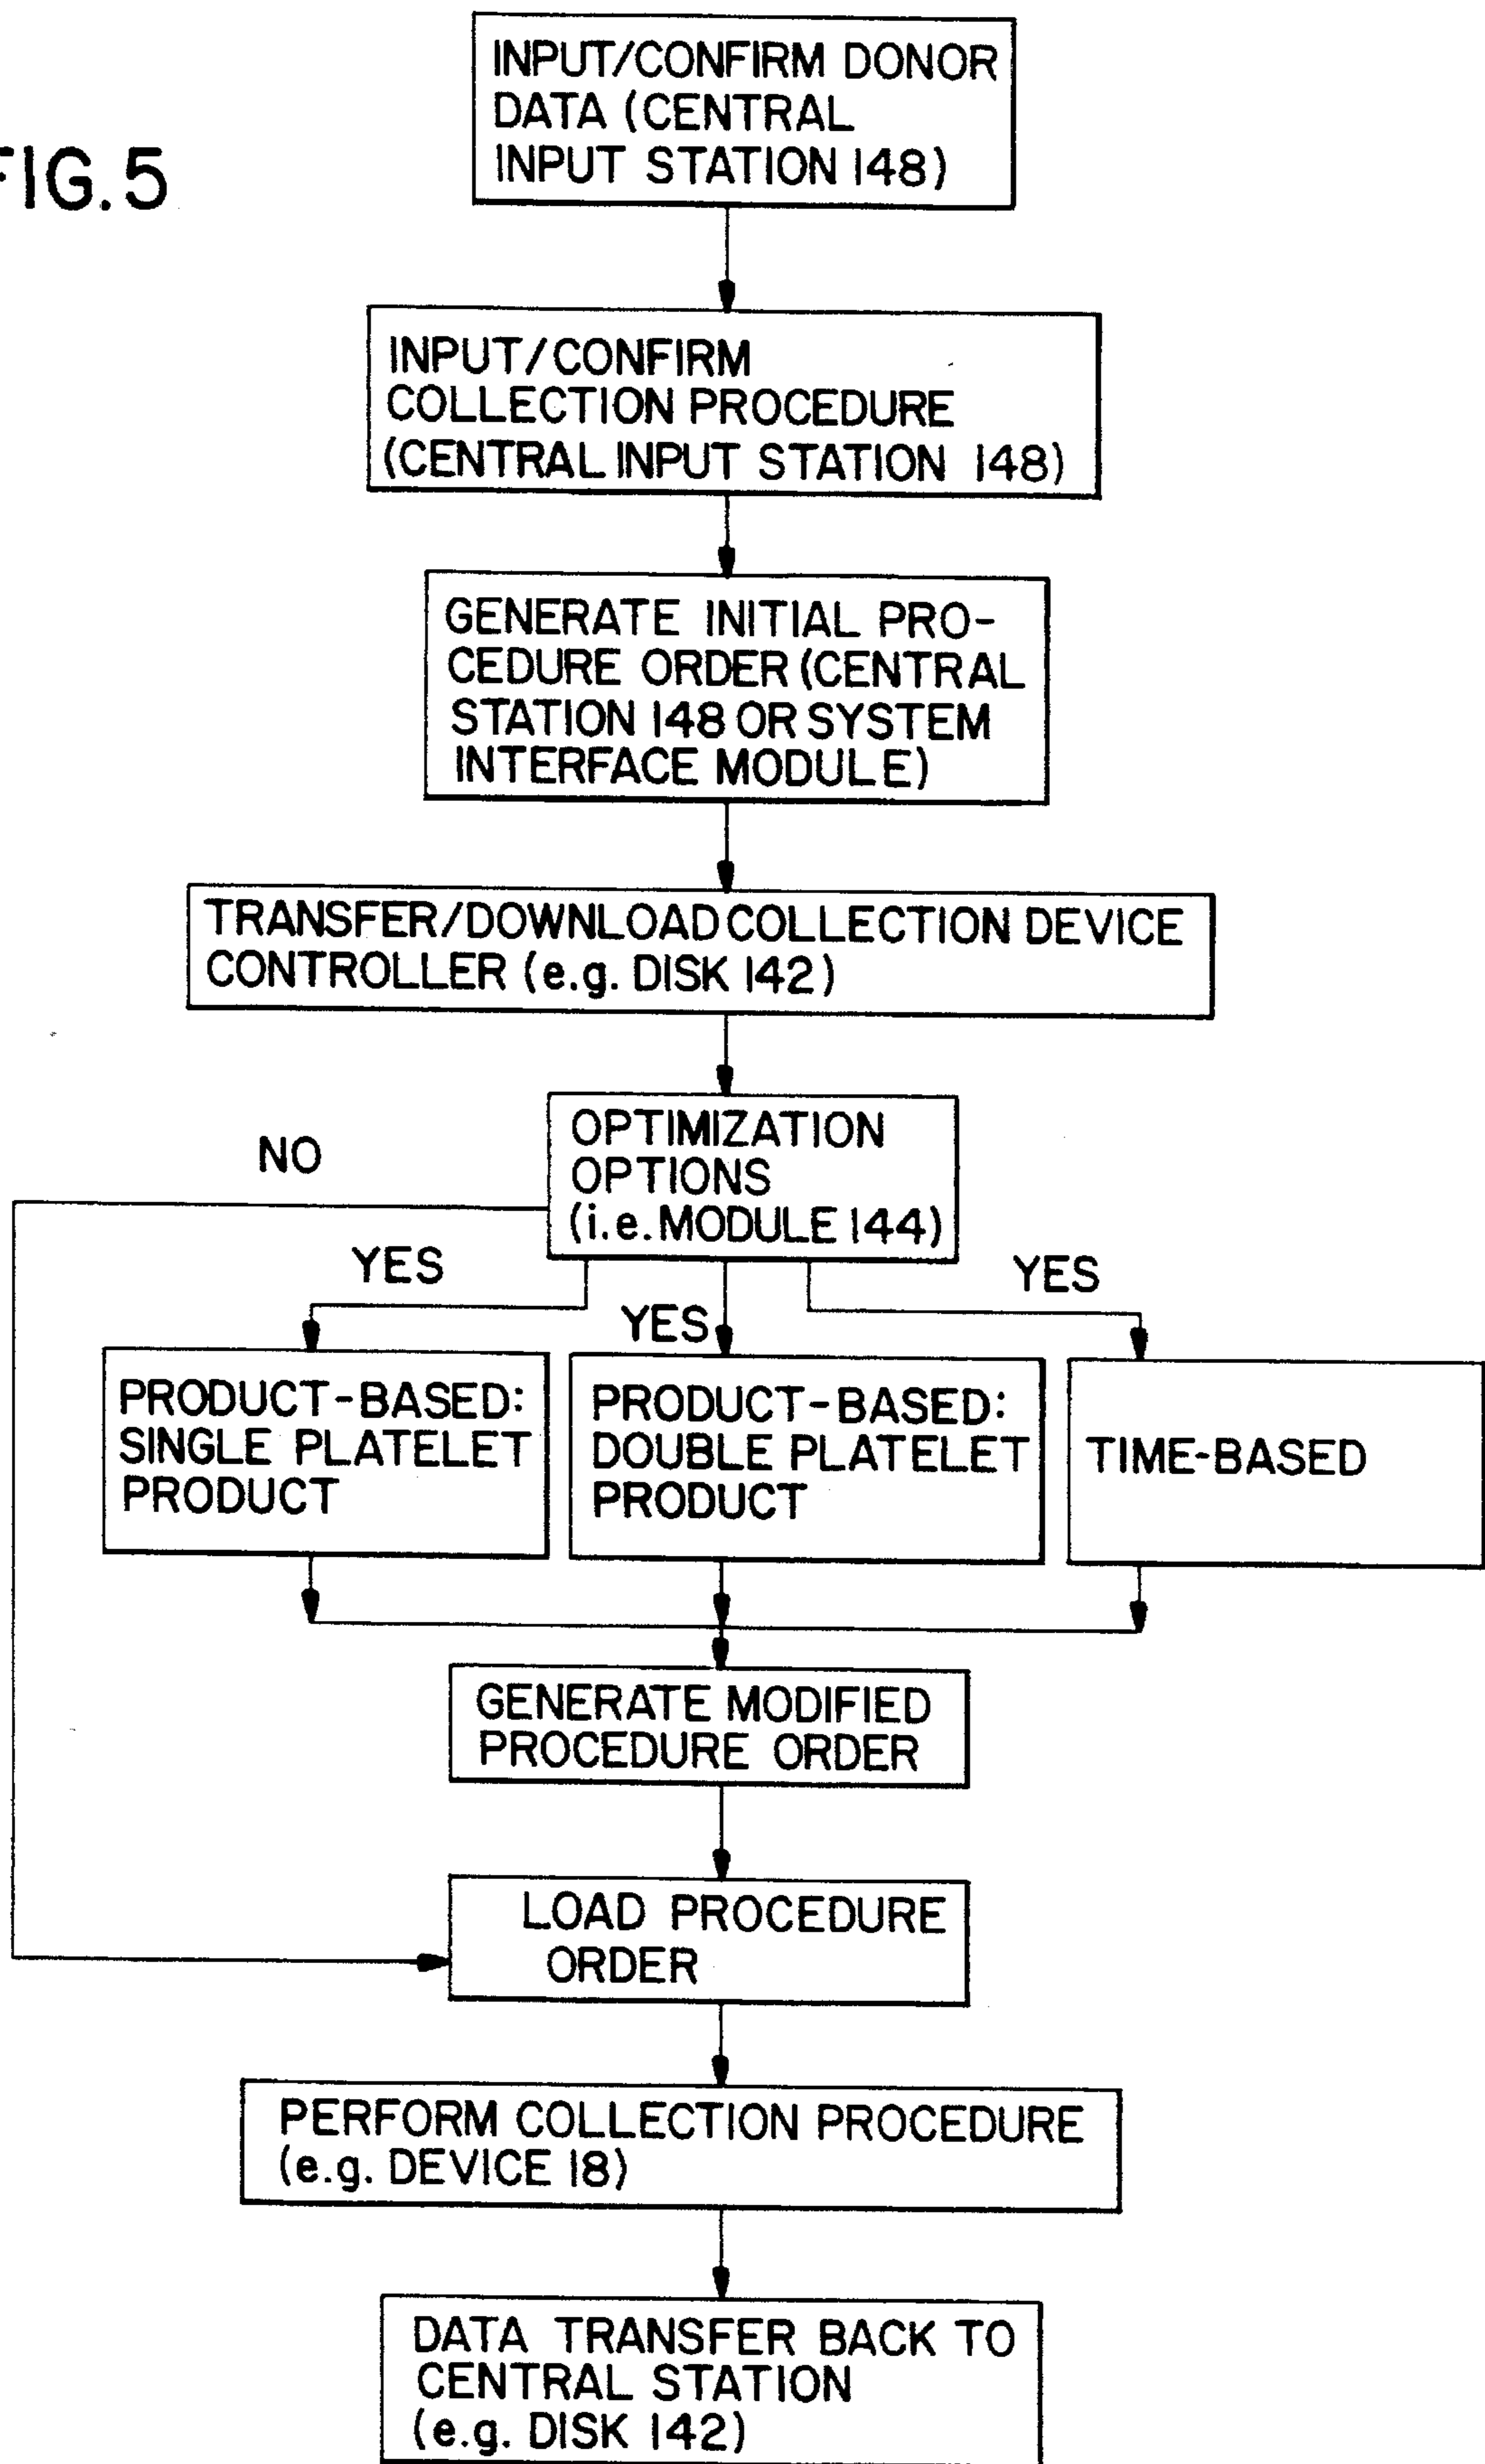 INPUT/CONFIRM DONOR
DATA (CENTRAL
INPUT STATION 148)
FIG. 5
INPUT/CONFIRM
COLLECTION PROCEDURE
(CENTRAL INPUT STATION 148)
GENERATE INITIAL PRO-
CEDURE ORDER (CENTRAL
STATION 148 OR SYSTEM
INTERFACE MODULE)
TRANSFER/DOWNLOAD COLLECTION DEVICE
CONTROLLER (e.g. DISK 142)
OPTIMIZATION
OPTIONS
(i.e. MODULE 144)
NO
YES
YES
YES
PRODUCT-BASED:
SINGLE PLATELET
PRODUCT
PRODUCT-BASED:
DOUBLE PLATELET
PRODUCT
TIME-BASED
GENERATE MODIFIED
PROCEDURE ORDER
LOAD PROCEDURE
ORDER
PERFORM COLLECTION PROCEDURE
(e.g. DEVICE 18)
DATA TRANSFER BACK TO
CENTRAL STATION
(e.g. DISK 142)